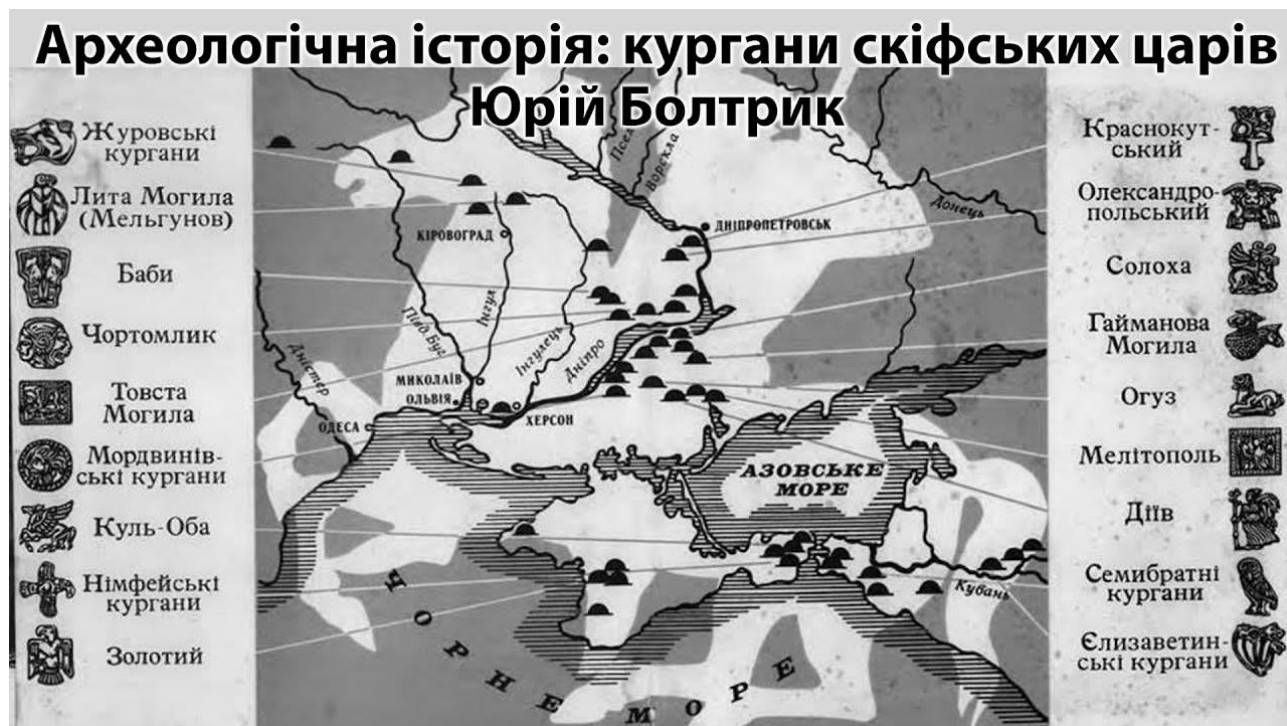 Археологічна історія: кургани скіфських царів
Юрій Болтрик
Журовські
кургани
Лита Могила
(Мельгунов)
Баби
Чортомлик
Товста
Могила
Мордвинів-
ські кургани
Куль-Оба
Німфейські
кургани
Золотий
Псел
Ворскла
Донець
ДНІПРОПЕТРОВСЬК
КІРОВОГРАД
Півд. Буг
Інгул
Інгулець
Дніпро
Дністер
МИКОЛАЇВ
ОЛЬВІЯ
ХЕРСОН
ОДЕСА
АЗОВСЬКЕ
МОРЕ
Кубань
ЧОРНЕ МОРЕ
Краснокут-
ський
Олександро-
польський
Солоха
Гайманова
Могила
Огуз
Мелітополь
Діїв
Семибратні
кургани
Єлизаветин-
ські кургани